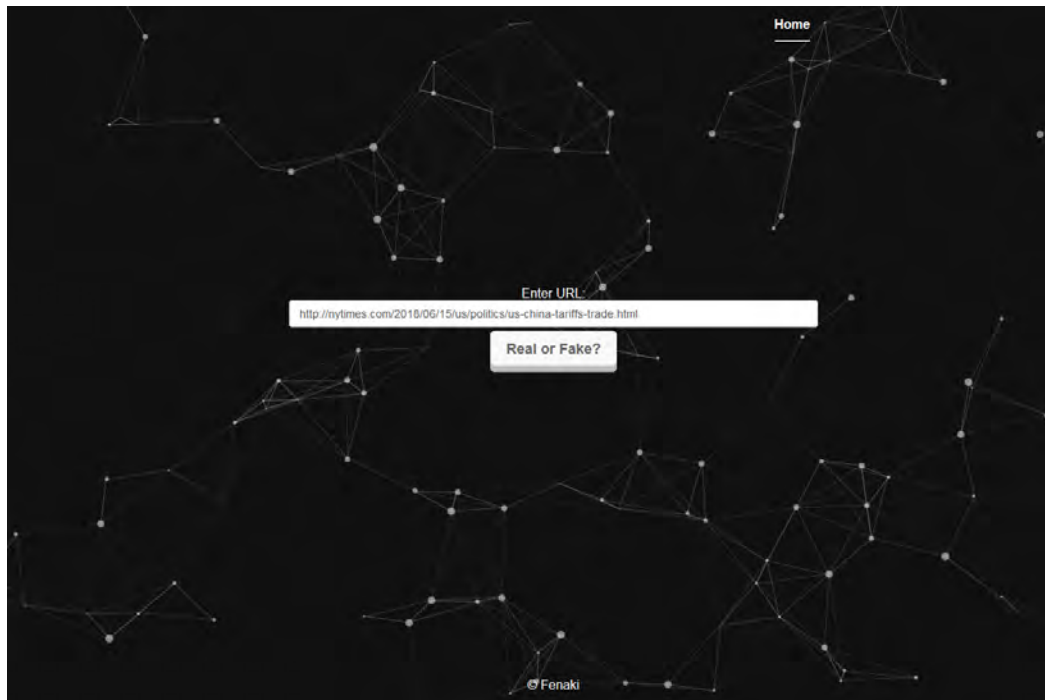 Home
Enter URL:
http://nytimes.com/2018/06/15/us/politics/us-china-tariffs-trade.html
Real or Fake?
© Fenaki